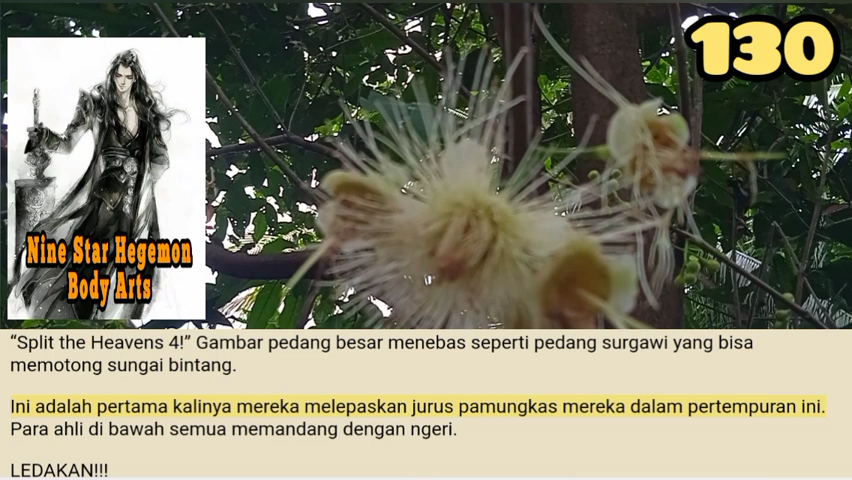 130
Nine Star Hegemon
Body Arts
“Split the Heavens 4!” Gambar pedang besar menebas seperti pedang surgawi yang bisa
memotong sungai bintang.
Ini adalah pertama kalinya mereka melepaskan jurus pamungkas mereka dalam pertempuran ini.
Para ahli di bawah semua memandang dengan ngeri.
LEDAKAN!!!